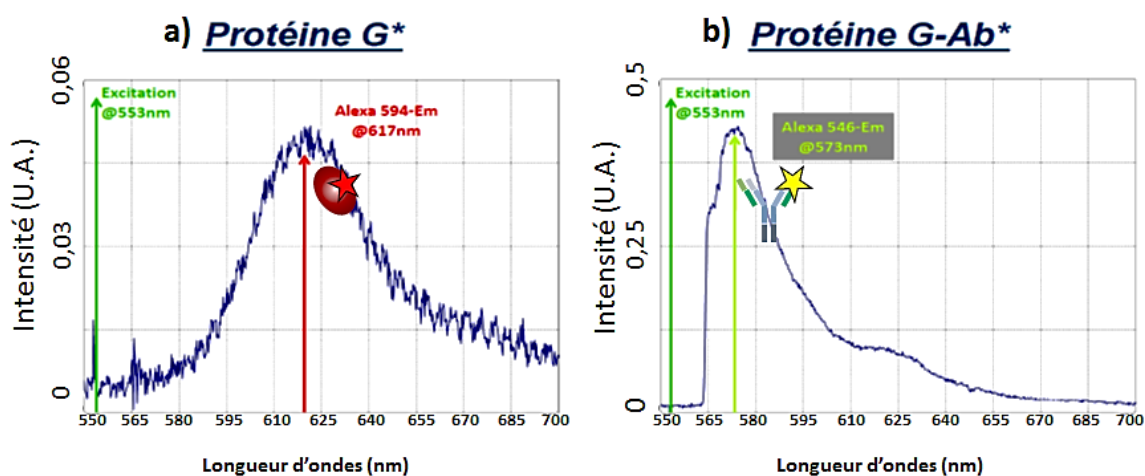 a) Protéine G*
0,06
Excitation
@553nm
Alexa 594-Em
@617nm
0,03
0
Intensité (U.A.)
550 565 580 595 610 625 640 655 670 685 700
Longueur d'ondes (nm)
b) Protéine G-Ab*
0,5
Excitation
@553nm
Alexa 546-Em
@573nm
0,25
0
Intensité (U.A.)
550 565 580 595 610 625 640 655 670 685 700
Longueur d'ondes (nm)